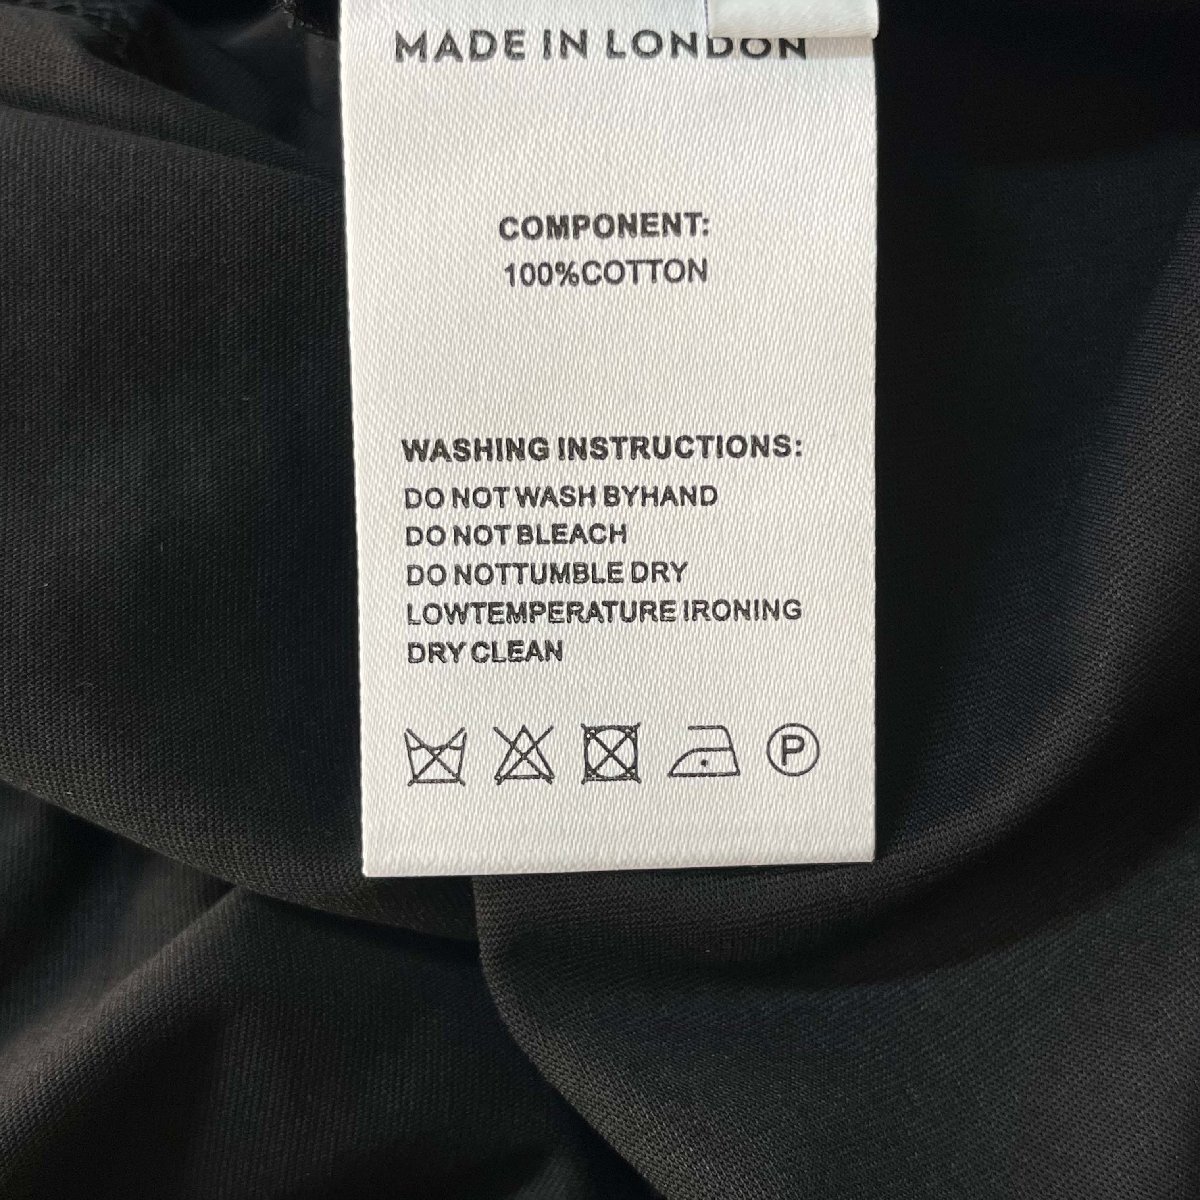 MADE IN LONDON
COMPONENT:
100%COTTON
WASHING INSTRUCTIONS:
DO NOT WASH BYHAND
DO NOT BLEACH
DO NOTTUMBLE DRY
LOWTEMPERATURE IRONING
DRY CLEAN
P